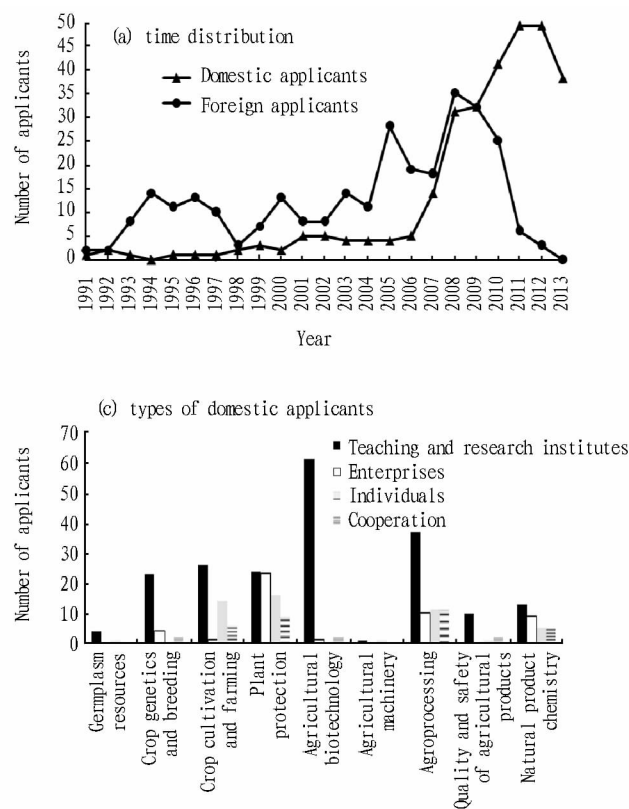 (a) time distribution
Domestic applicants
Foreign applicants
Number of applicants
50
45
40
35
30
25
20
15
10
5
0
1991
1992
1993
1994
1995
1996
1997
1998
1999
2000
2001
2002
2003
2004
2005
2006
2007
2008
2009
2010
2011
2012
2013
Year
(c) types of domestic applicants
Teaching and research institutes
Enterprises
Individuals
Cooperation
Number of applicants
70
60
50
40
30
20
10
0
Germplasm
resources
Crop genetics
and breeding
Crop cultivation
and farming
Plant
protection
Agricultural
biotechnology
Agricultural
machinery
Agroprocessing
Quality and safety
of agricultural
products
Natural product
chemistry